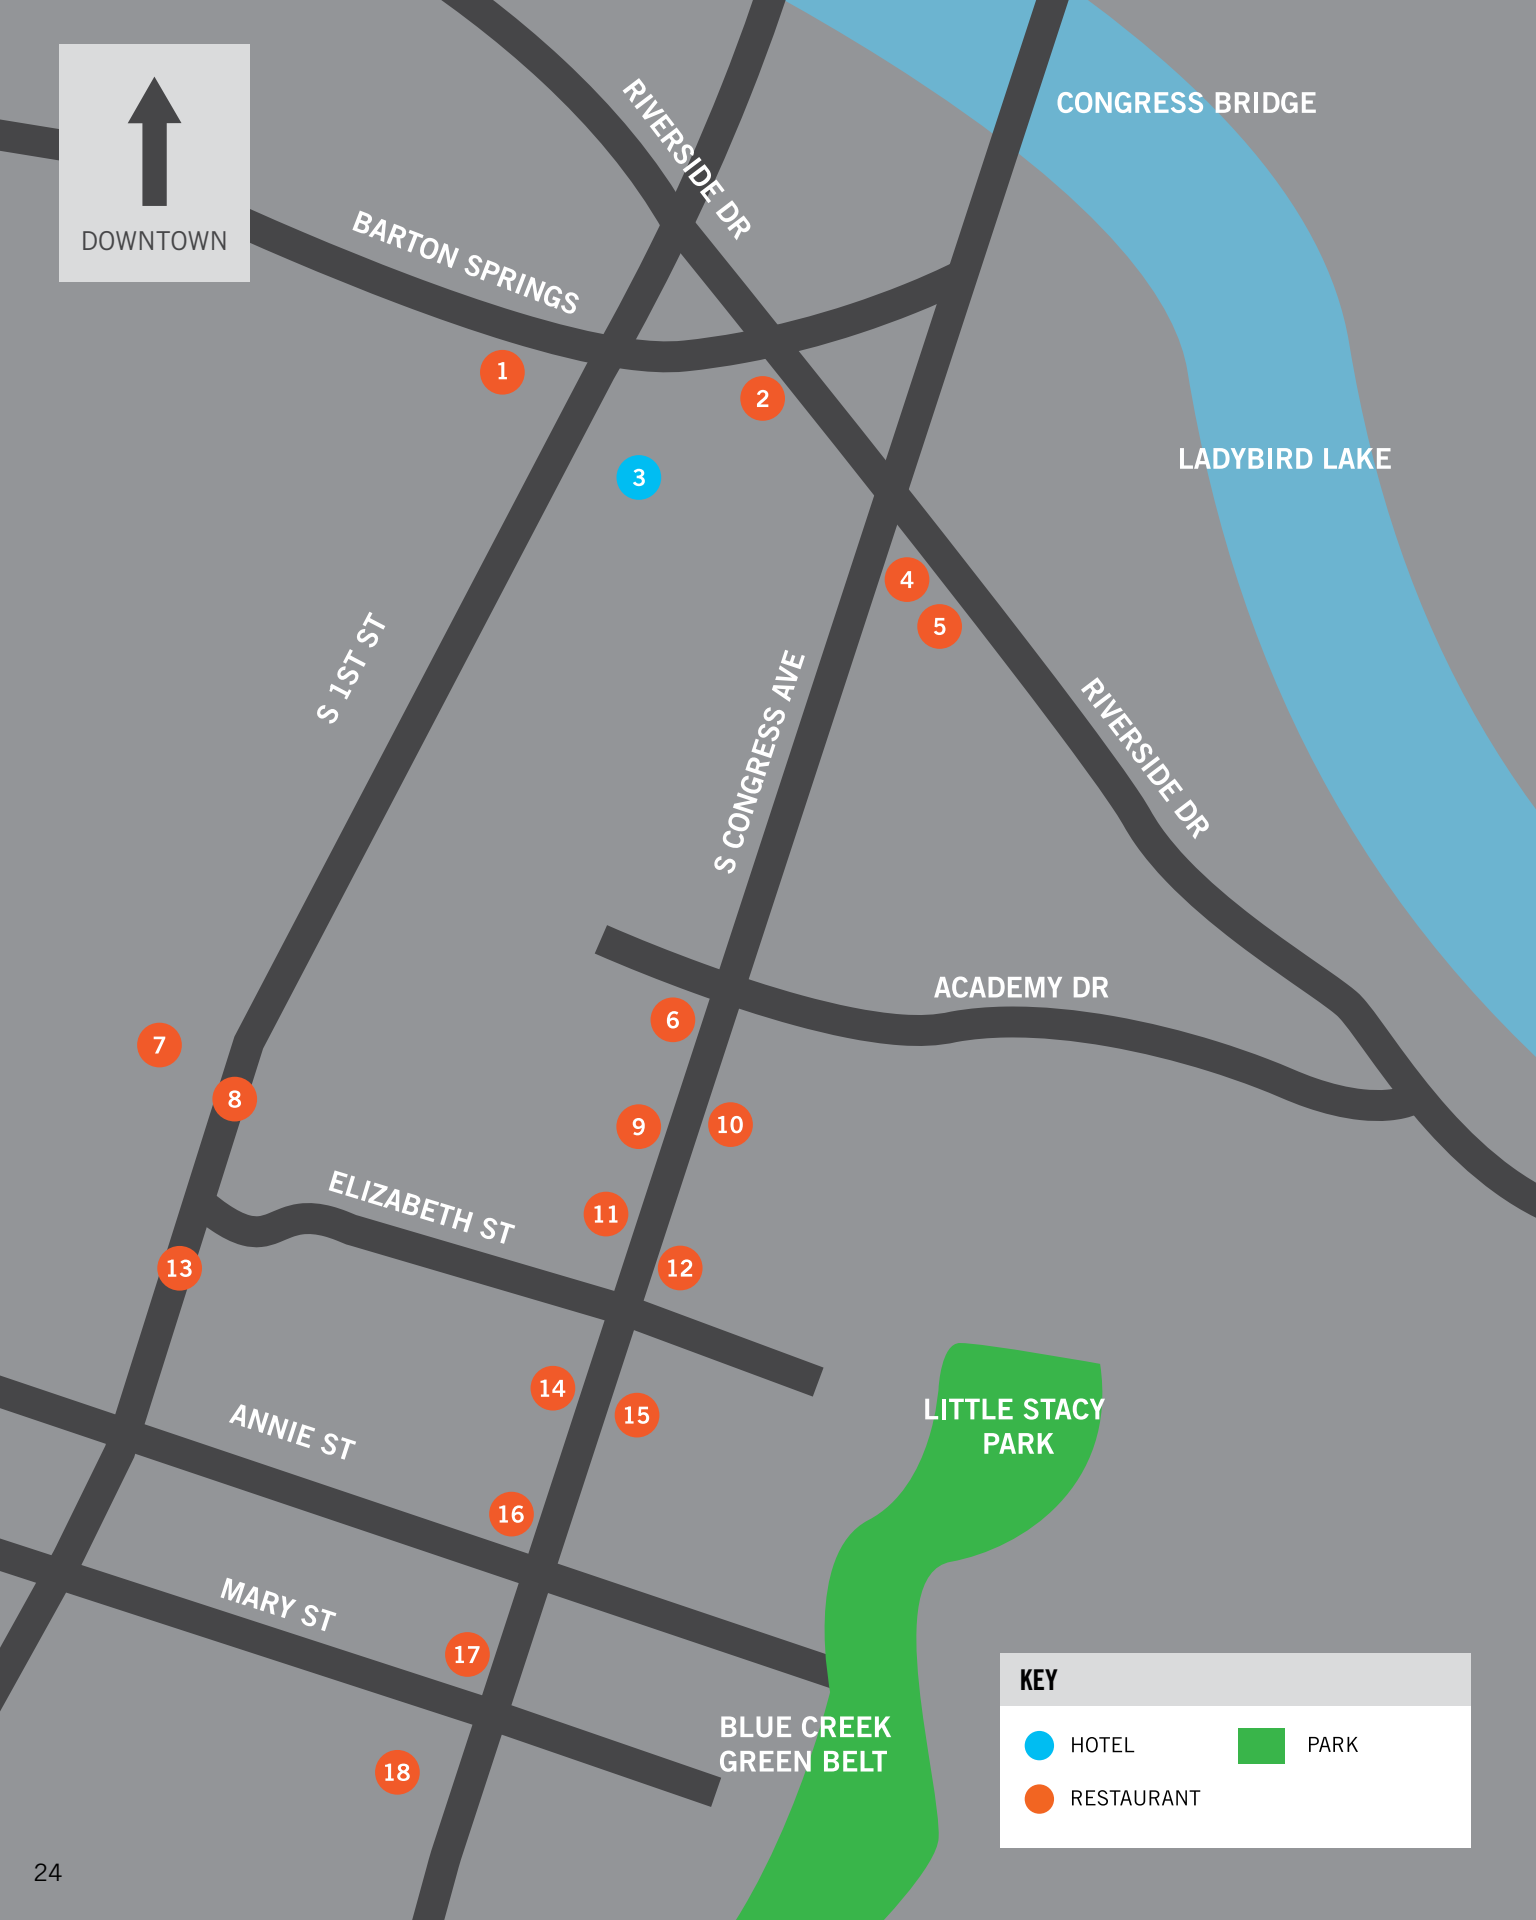 CONGRESS BRIDGE
RIVERSIDE DR
DOWNTOWN
BARTON SPRINGS
1
2
LADYBIRD LAKE
3
4
5
S 1ST ST
S CONGRESS AVE
RIVERSIDE DR
ACADEMY DR
6
7
8
9
10
ELIZABETH ST
11
12
13
14
15
LITTLE STACY
PARK
ANNIE ST
16
MARY ST
17
BLUE CREEK
GREEN BELT
18
KEY
HOTEL
PARK
RESTAURANT
24